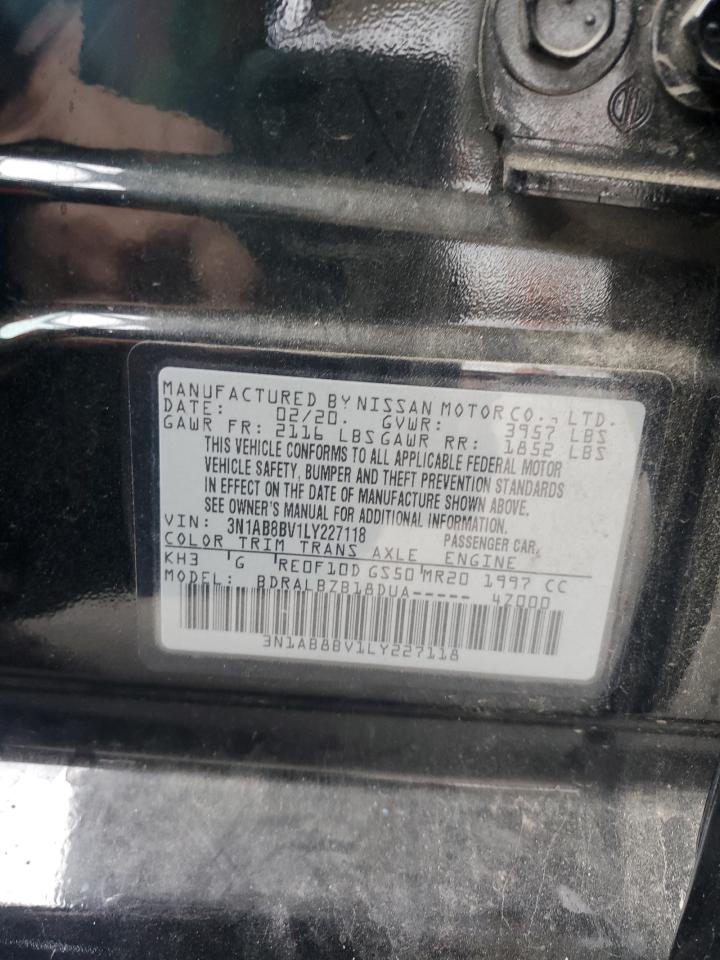 MANUFACTURED BY NISSAN MOTOR CO., LTD.
DATE: 02/20. GVWR: 3957 LBS
GAWR FR: 2116 LBS GAWR RR: 1852 LBS
THIS VEHICLE CONFORMS TO ALL APPLICABLE FEDERAL MOTOR
VEHICLE SAFETY, BUMPER AND THEFT PREVENTION STANDARDS
IN EFFECT ON THE DATE OF MANUFACTURE SHOWN ABOVE.
SEE OWNER'S MANUAL FOR ADDITIONAL INFORMATION
VIN: 3N1AB8BV1LY227118 PASSENGER CAR
COLOR TRIM TRANS AXLE ENGINE
KH3 G RE0F10D GS50 MR20 1997 CC
MODEL: BDRALBZB18DUA----- 4Z000
3N1AB8BV1LY227118